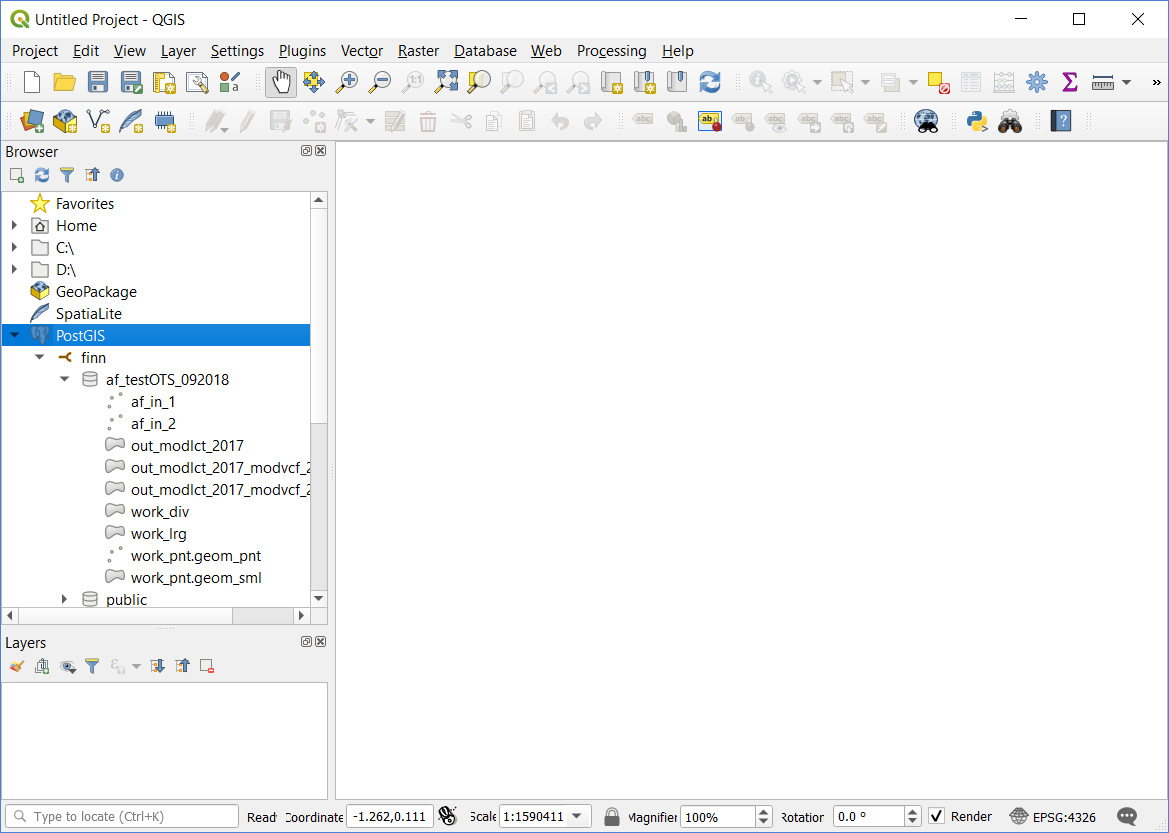 Untitled Project - QGIS
Project Edit View Layer Settings Plugins Vector Raster Database Web Processing Help
Browser
Favorites
Home
C:\
D:\
GeoPackage
SpatiaLite
PostGIS
finn
af_testOTS_092018
af_in_1
af_in_2
out_modlct_2017
out_modlct_2017_modvcf_2
out_modlct_2017_modvcf_2
work_div
work_lrg
work_pnt.geom_pnt
work_pnt.geom_sml
public
Layers
Type to locate (Ctrl+K) Ready Coordinate -1.262,0.111 Scale 1:1590411 Magnifier 100% Rotation 0.0 ° Render EPSG:4326